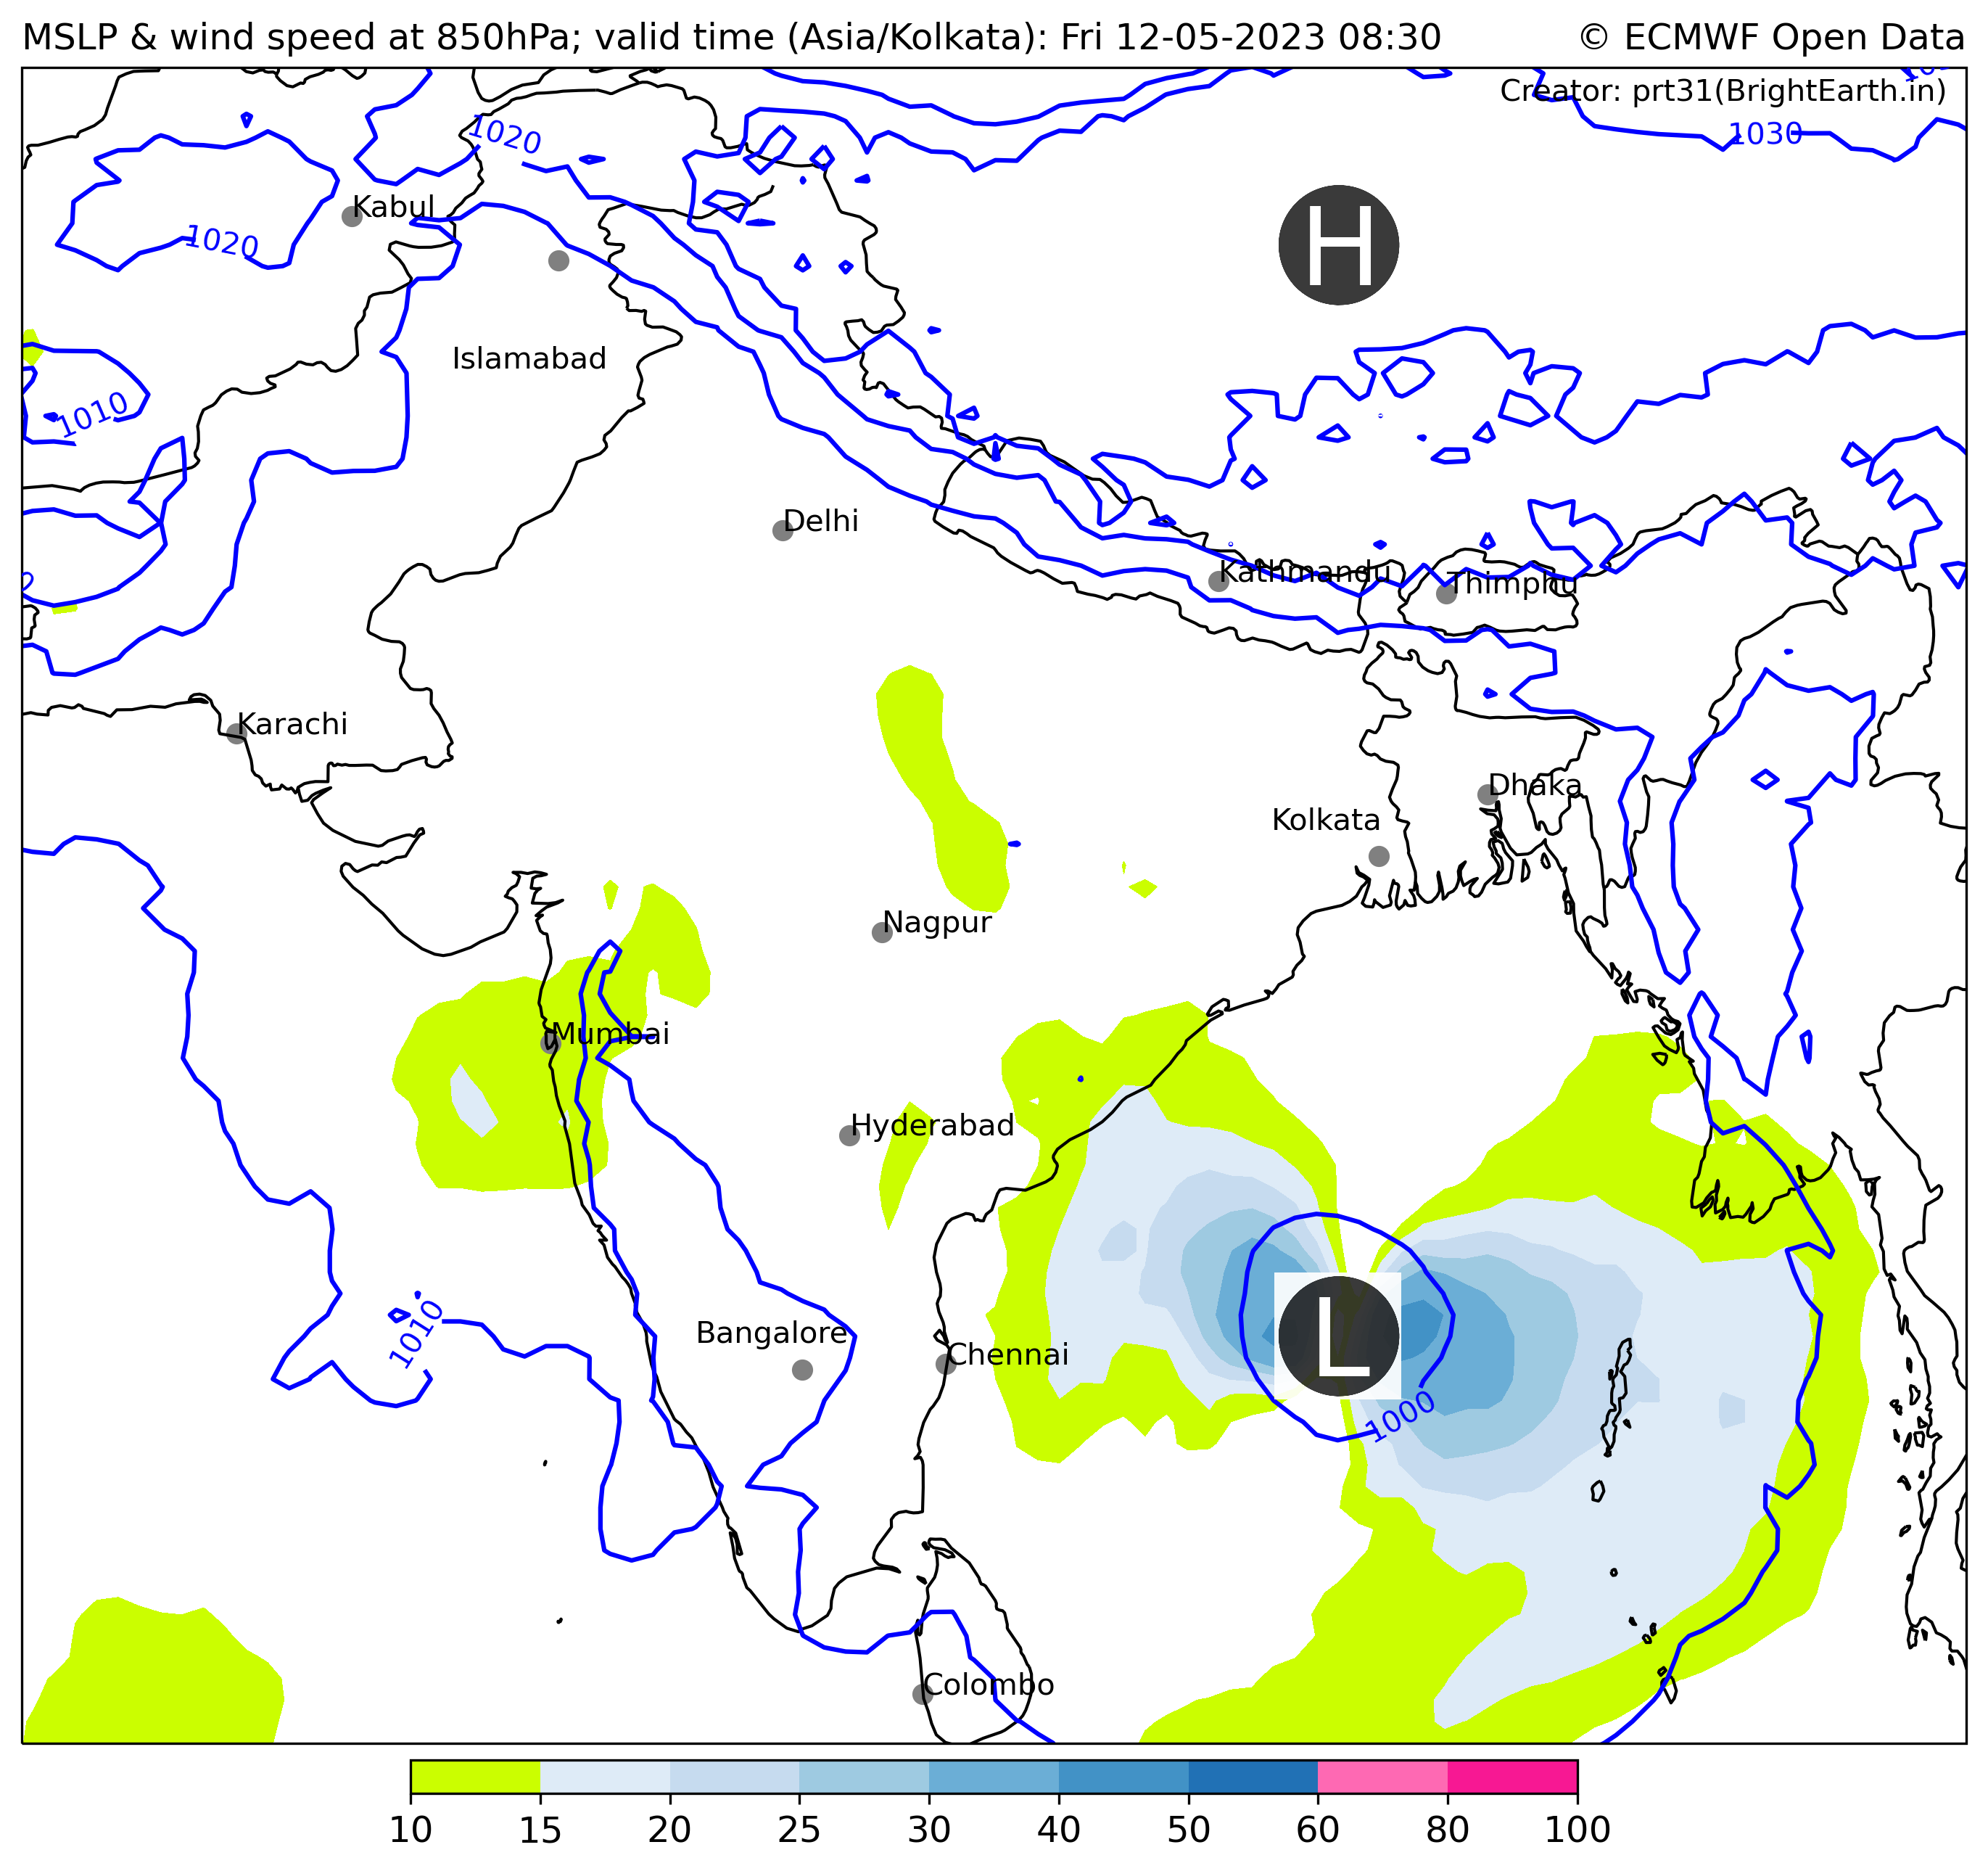 MSLP & wind speed at 850hPa; valid time (Asia/Kolkata): Fri 12-05-2023 08:30 © ECMWF Open Data
Creator: prt31(BrightEarth.in)
1030
1020
Kabul
1020
H
Islamabad
1010
Delhi
Kathmandu
Thimphu
Karachi
Dhaka
Kolkata
Nagpur
Mumbai
Hyderabad
1010
L
Bangalore
Chennai
1000
Colombo
10 15 20 25 30 40 50 60 80 100